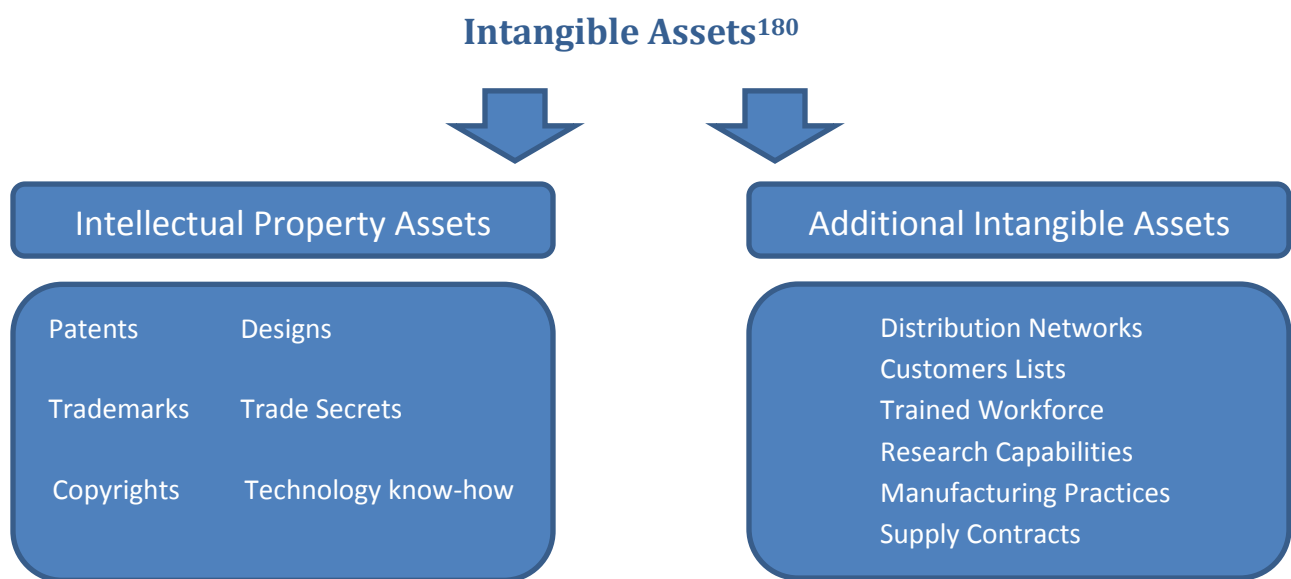 Intangible Assets180
Intellectual Property Assets
Patents Designs
Trademarks Trade Secrets
Copyrights Technology know-how
Additional Intangible Assets
Distribution Networks
Customers Lists
Trained Workforce
Research Capabilities
Manufacturing Practices
Supply Contracts